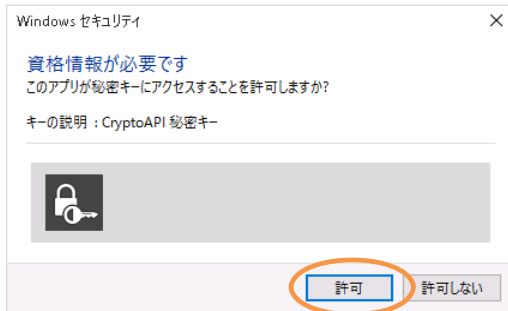 Windows セキュリティ
資格情報が必要です
このアプリが秘密キーにアクセスすることを許可しますか?
キーの説明 : CryptoAPI 秘密キー
許可
許可しない